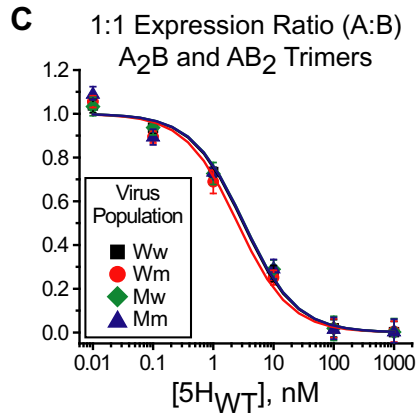 C
1:1 Expression Ratio (A:B)
A2B and AB2 Trimers
1.2
1.0
0.8
0.6
0.4
0.2
0.0
Virus
Population
Ww
Wm
Mw
Mm
0.01 0.1 1 10 100 1000
[5HWT], nM